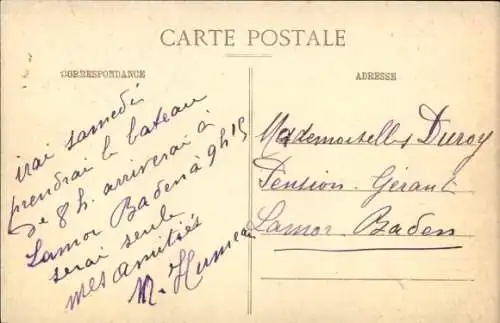 CARTE POSTALE
CORRESPONDANCE
ADRESSE
irai samedi
prendrai le bateau
de 8 h. arriverai à
Lamor Baden à 9h15
serai seule
mes amitiés
Mademoiselle Duroy
Pension Gérant
Lamor Baden